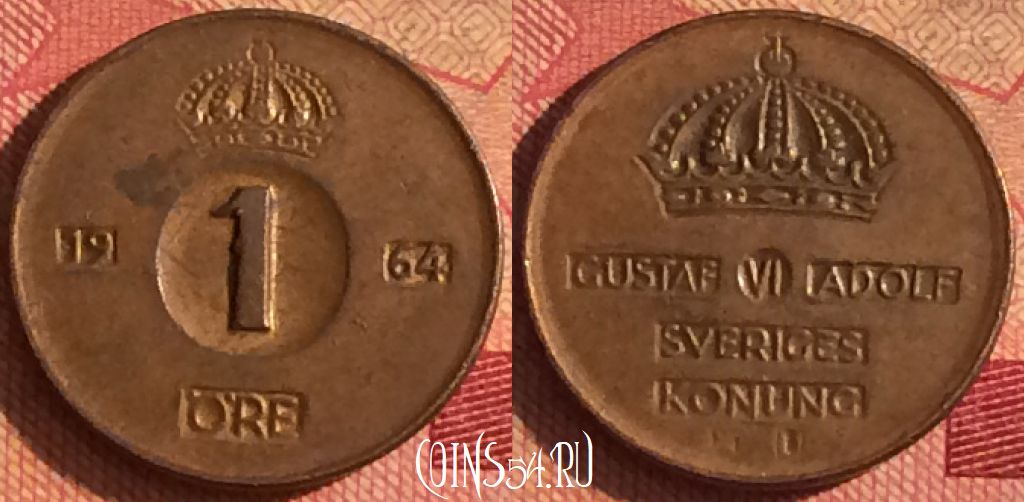 1
19 64
ÖRE
GUSTAF VI ADOLF
SVERIGES
KONUNG
U
COINS54.RU